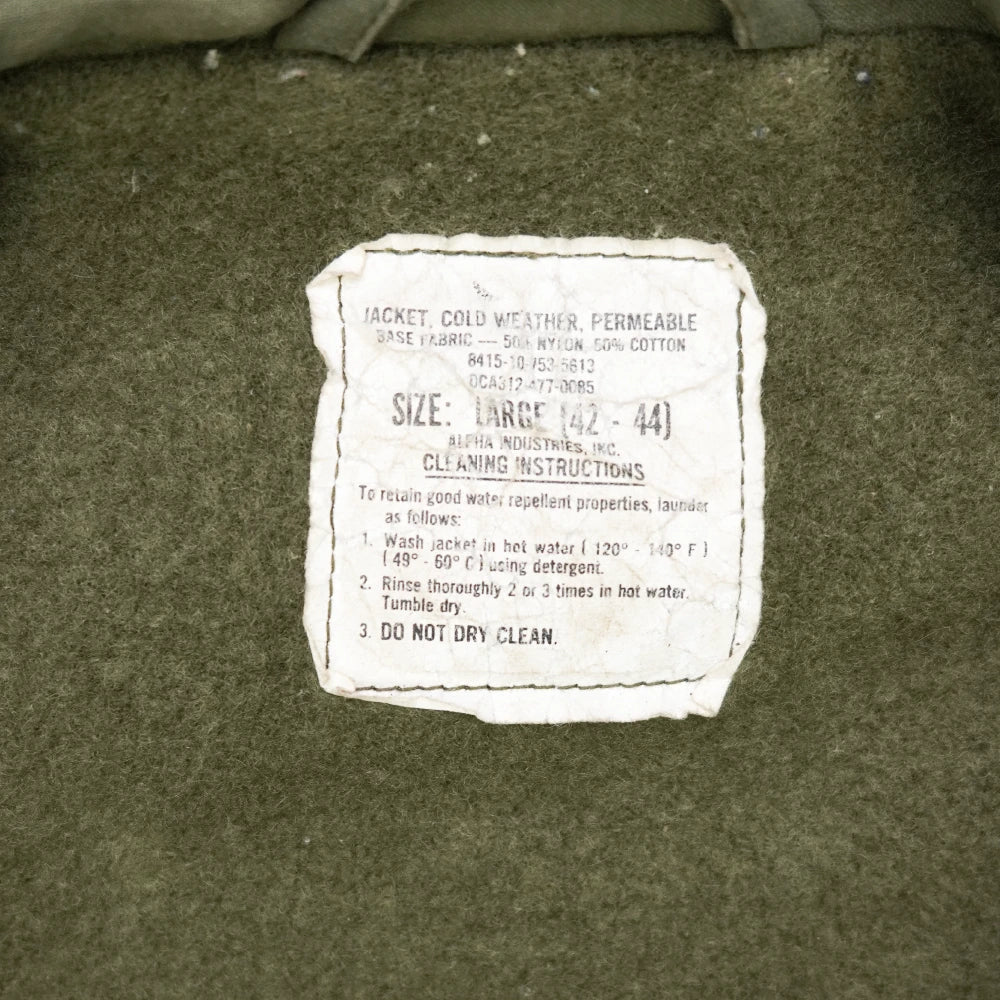 JACKET, COLD WEATHER, PERMEABLE
BASE FABRIC — 50% NYLON, 50% COTTON
8415-10-753-5613
DCA312-477-0085
SIZE: LARGE (42 - 44)
ALPHA INDUSTRIES, INC.
CLEANING INSTRUCTIONS
To retain good water repellent properties, launder
as follows:
1. Wash jacket in hot water ( 120° - 140° F )
( 49° - 60° C ) using detergent.
2. Rinse thoroughly 2 or 3 times in hot water.
Tumble dry.
3. DO NOT DRY CLEAN.